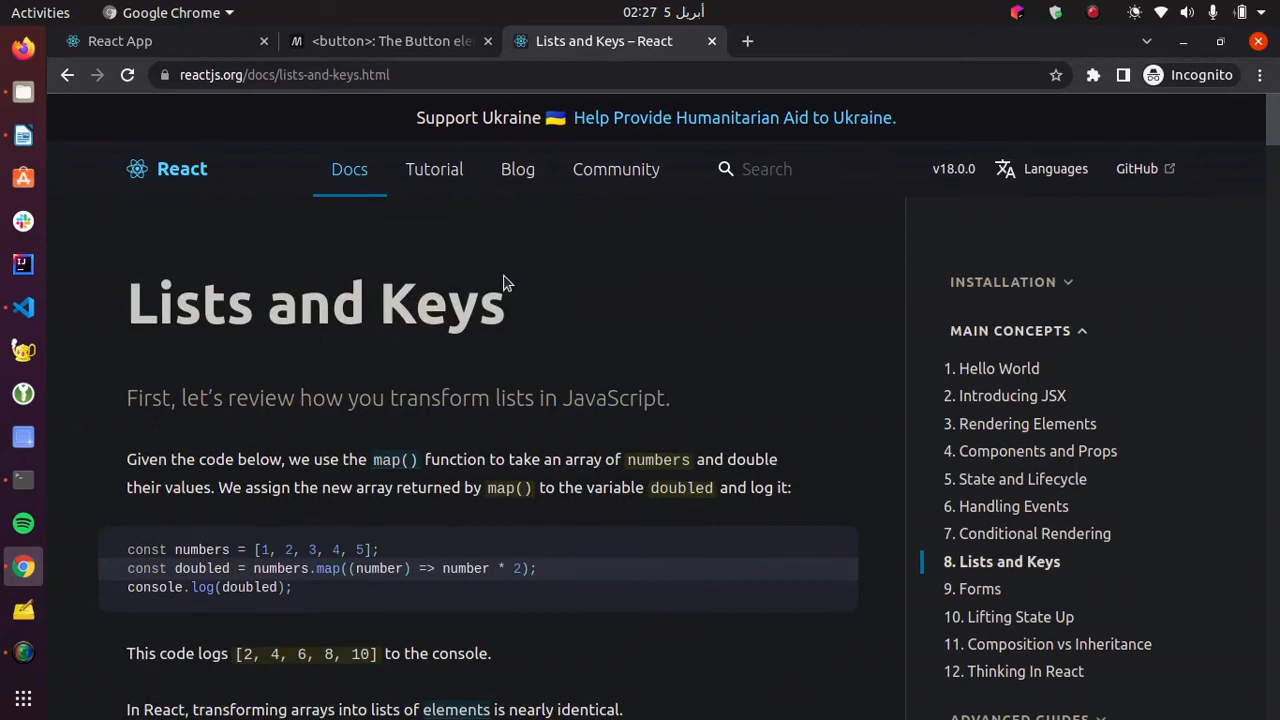 Activities
Google Chrome
02:27 أبريل 5
React App
<button>: The Button ele
Lists and Keys – React
reactjs.org/docs/lists-and-keys.html
Incognito
Support Ukraine 🇺🇦 Help Provide Humanitarian Aid to Ukraine.
React
Docs
Tutorial
Blog
Community
Search
v18.0.0
Languages
GitHub
Lists and Keys
First, let’s review how you transform lists in JavaScript.
Given the code below, we use the map() function to take an array of numbers and double
their values. We assign the new array returned by map() to the variable doubled and log it:
const numbers = [1, 2, 3, 4, 5];
const doubled = numbers.map((number) => number * 2);
console.log(doubled);
This code logs [2, 4, 6, 8, 10] to the console.
In React, transforming arrays into lists of elements is nearly identical.
INSTALLATION
MAIN CONCEPTS
1. Hello World
2. Introducing JSX
3. Rendering Elements
4. Components and Props
5. State and Lifecycle
6. Handling Events
7. Conditional Rendering
8. Lists and Keys
9. Forms
10. Lifting State Up
11. Composition vs Inheritance
12. Thinking In React
ADVANCED GUIDES